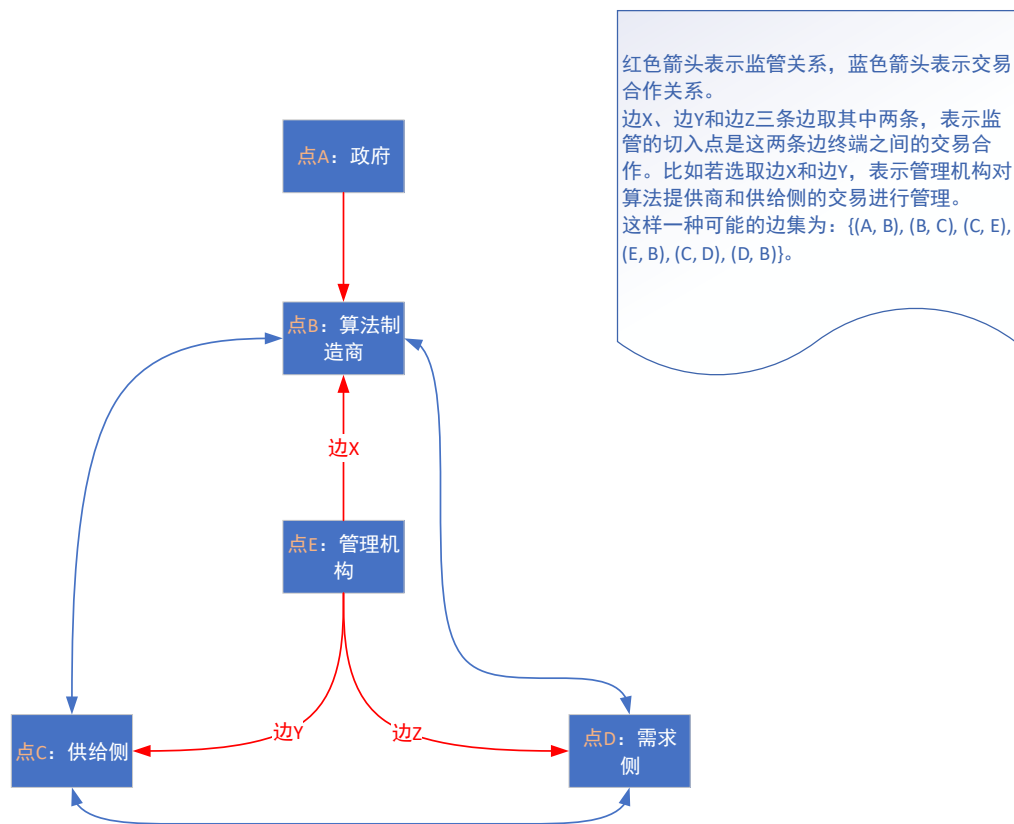 红色箭头表示监管关系，蓝色箭头表示交易
合作关系。
边X、边Y和边Z三条边取其中两条，表示监
管的切入点是这两条边终端之间的交易合
作。比如若选取边X和边Y，表示管理机构对
算法提供商和供给侧的交易进行管理。
这样一种可能的边集为：{(A, B), (B, C), (C, E),
(E, B), (C, D), (D, B)}。
点A：政府
点B：算法制
造商
边X
点E：管理机
构
边Y
边Z
点C：供给侧
点D：需求
侧